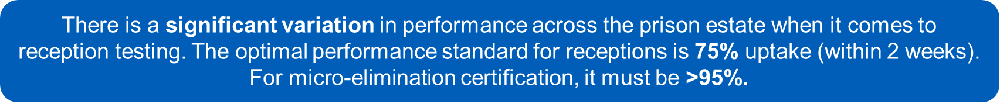 There is a significant variation in performance across the prison estate when it comes to
reception testing. The optimal performance standard for receptions is 75% uptake (within 2 weeks).
For micro-elimination certification, it must be >95%.